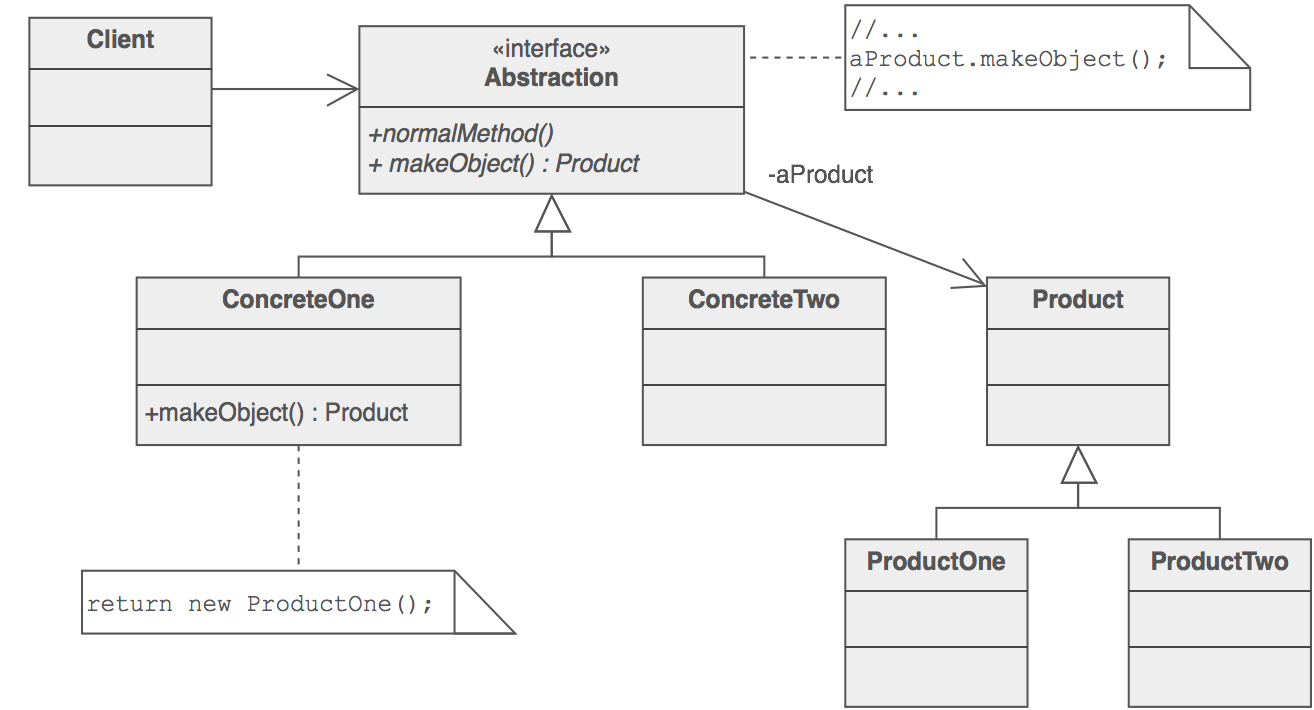 Client
«interface»
Abstraction
+normalMethod()
+ makeObject() : Product
//...
aProduct.makeObject();
//...
-aProduct
ConcreteOne
+makeObject() : Product
ConcreteTwo
Product
return new ProductOne();
ProductOne
ProductTwo